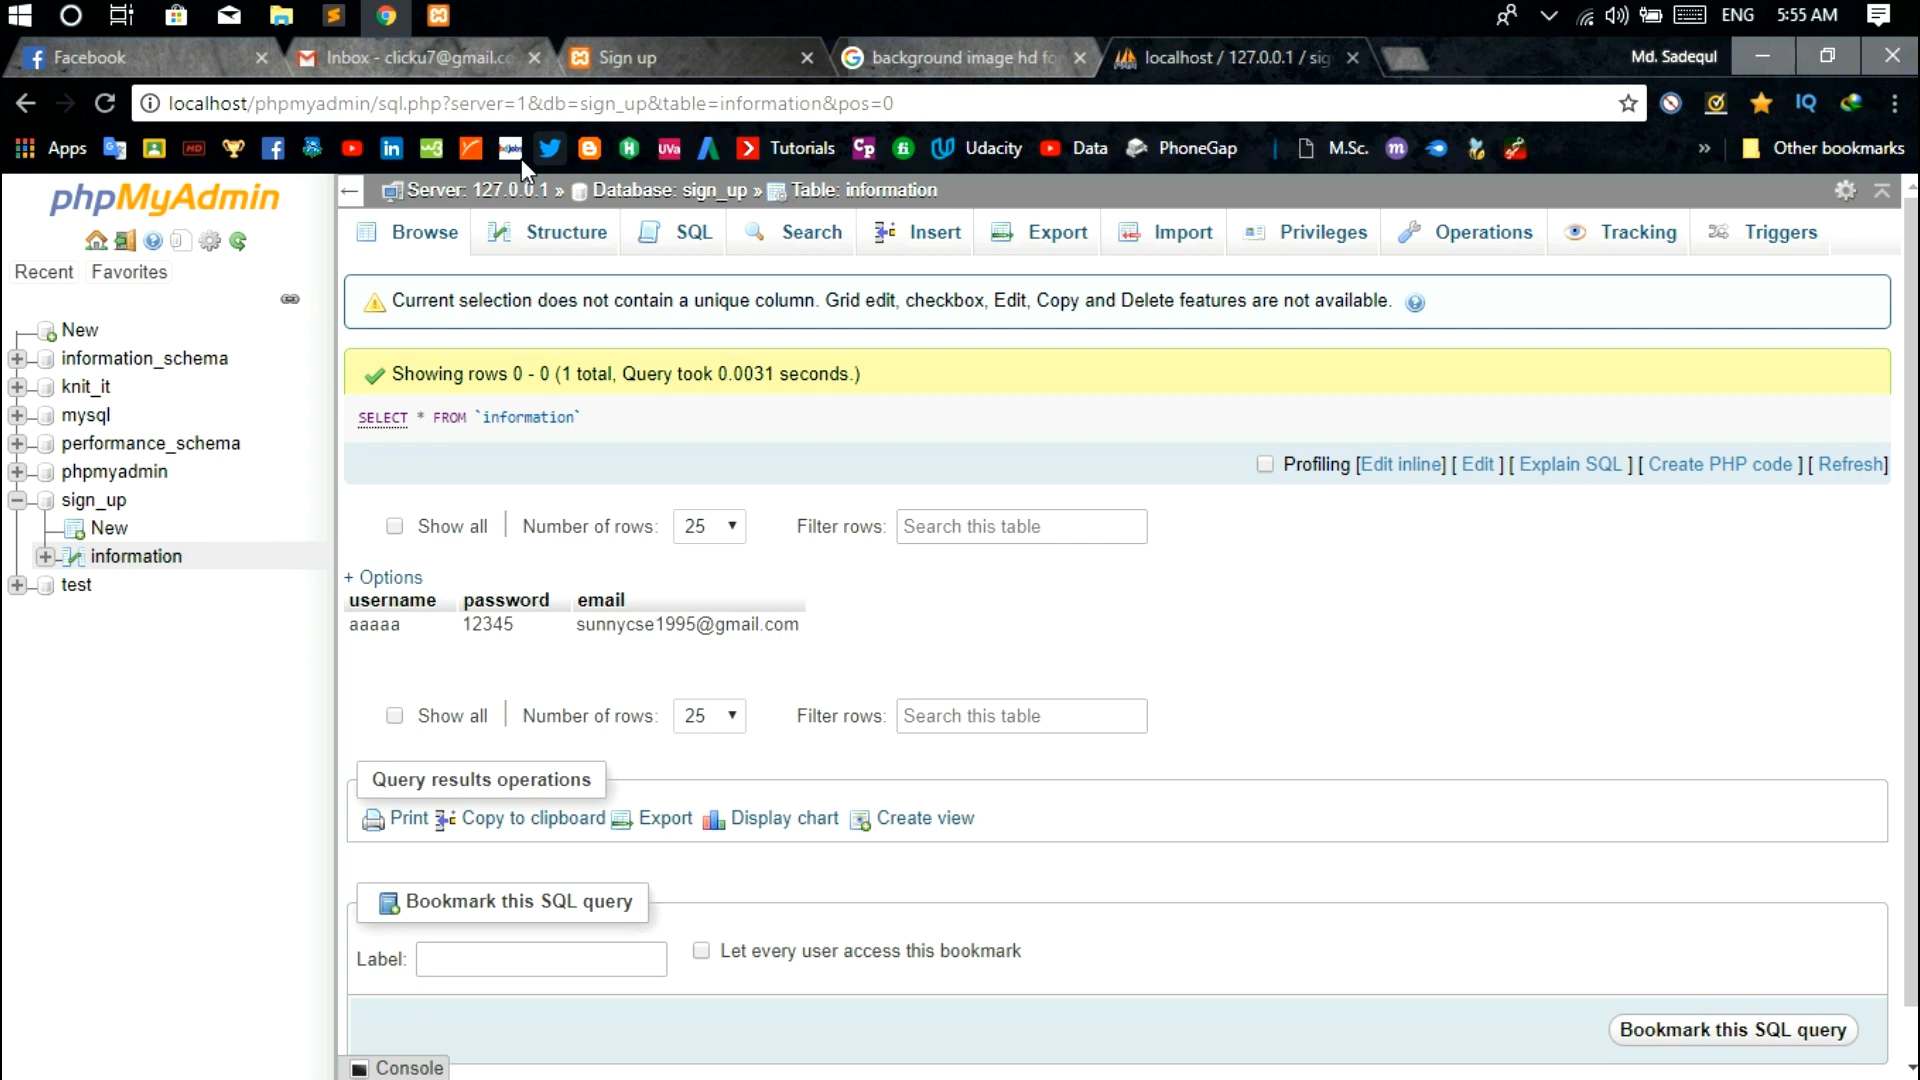 ENG 5:55 AM
Facebook Inbox - clicku7@gmail.co Sign up background image hd fo localhost / 127.0.0.1 / sig Md. Sadequl
localhost/phpmyadmin/sql.php?server=1&db=sign_up&table=information&pos=0 IQ
Apps HD UVa Tutorials Cp Udacity Data PhoneGap M.Sc. m » Other bookmarks
phpMyAdmin
Recent Favorites
New
information_schema
knit_it
mysql
performance_schema
phpmyadmin
sign_up
New
information
test
Server: 127.0.0.1 » Database: sign_up » Table: information
Browse Structure SQL Search Insert Export Import Privileges Operations Tracking Triggers
Current selection does not contain a unique column. Grid edit, checkbox, Edit, Copy and Delete features are not available.
Showing rows 0 - 0 (1 total, Query took 0.0031 seconds.)
SELECT * FROM `information`
Profiling [Edit inline] [ Edit ] [ Explain SQL ] [ Create PHP code ] [ Refresh]
Show all | Number of rows: 25 Filter rows: Search this table
+ Options
username password email
aaaaa 12345 sunnycse1995@gmail.com
Show all | Number of rows: 25 Filter rows: Search this table
Query results operations
Print Copy to clipboard Export Display chart Create view
Bookmark this SQL query
Label: Let every user access this bookmark
Bookmark this SQL query
Console